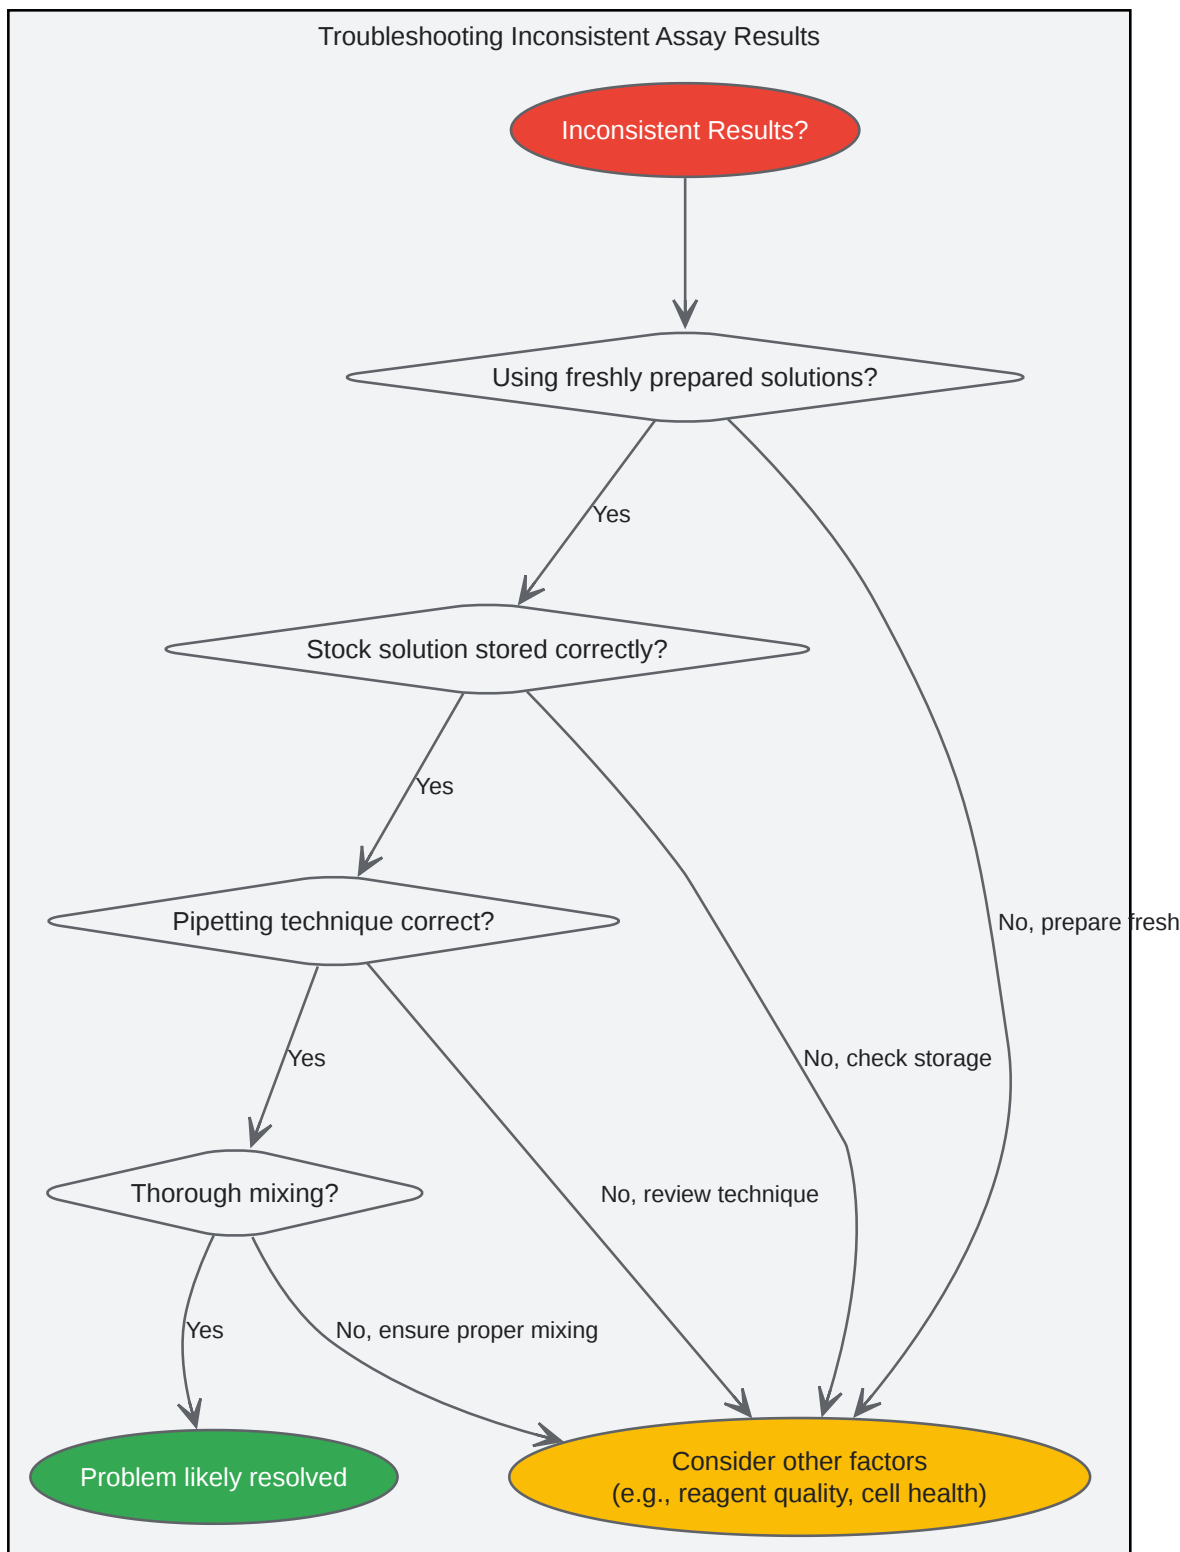 Troubleshooting Inconsistent Assay Results
Inconsistent Results?
Using freshly prepared solutions?
Yes
Stock solution stored correctly?
Yes
Pipetting technique correct?
No, prepare fresh
Yes
No, check storage
Thorough mixing?
No, review technique
Yes
No, ensure proper mixing
Problem likely resolved
Consider other factors
(e.g., reagent quality, cell health)